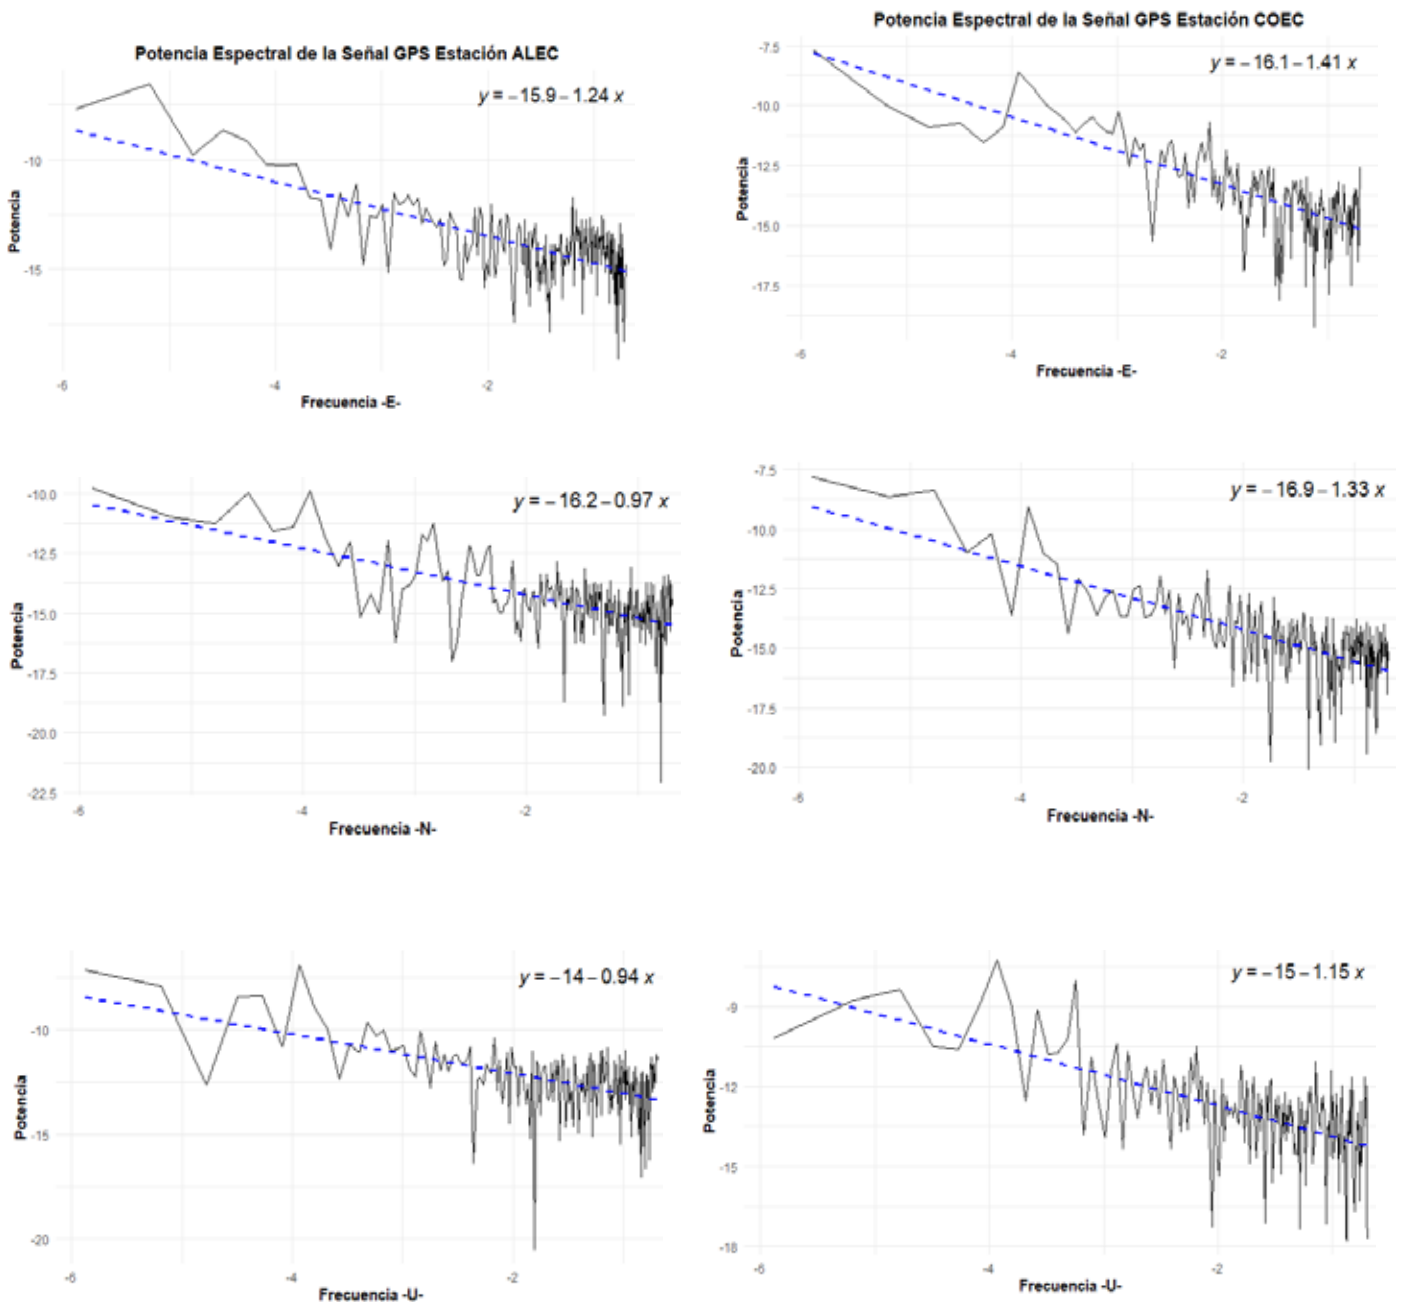 Potencia Espectral de la Señal GPS Estación ALEC
y = −15.9 − 1.24 x
-10
-15
Potencia
-6 -4 -2
Frecuencia -E-
Potencia Espectral de la Señal GPS Estación COEC
y = −16.1 − 1.41 x
-7.5
-10.0
-12.5
-15.0
-17.5
Potencia
-6 -4 -2
Frecuencia -E-
y = −16.2 − 0.97 x
-10.0
-12.5
-15.0
-17.5
-20.0
-22.5
Potencia
-6 -4 -2
Frecuencia -N-
y = −16.9 − 1.33 x
-7.5
-10.0
-12.5
-15.0
-17.5
-20.0
Potencia
-6 -4 -2
Frecuencia -N-
y = −14 − 0.94 x
-10
-15
-20
Potencia
-6 -4 -2
Frecuencia -U-
y = −15 − 1.15 x
-9
-12
-15
-18
Potencia
-6 -4 -2
Frecuencia -U-